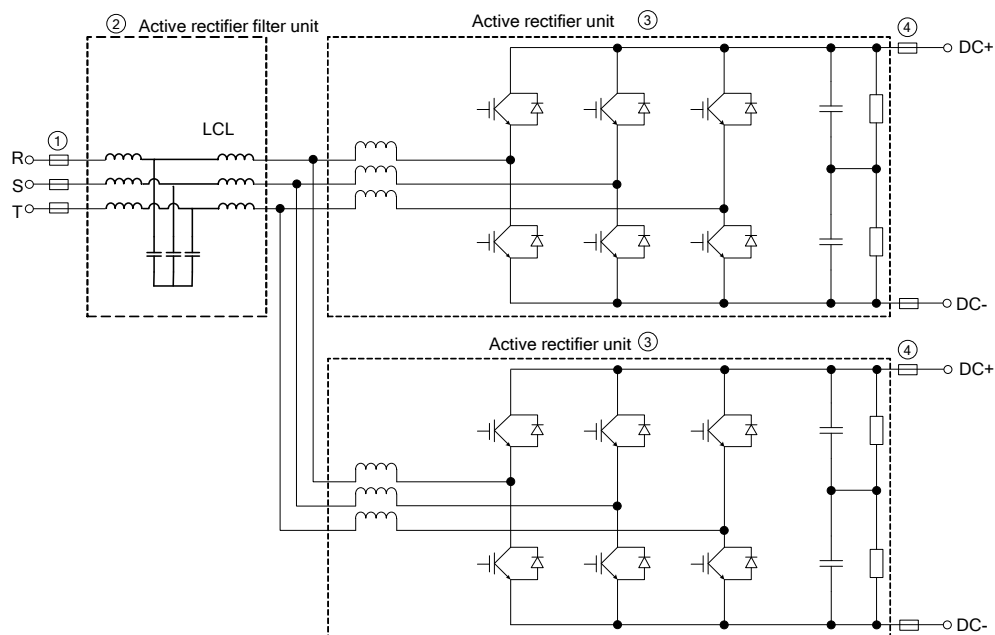 ② Active rectifier filter unit
Active rectifier unit ③
④
DC+
①
LCL
R
S
T
DC-
Active rectifier unit ③
④
DC+
DC-